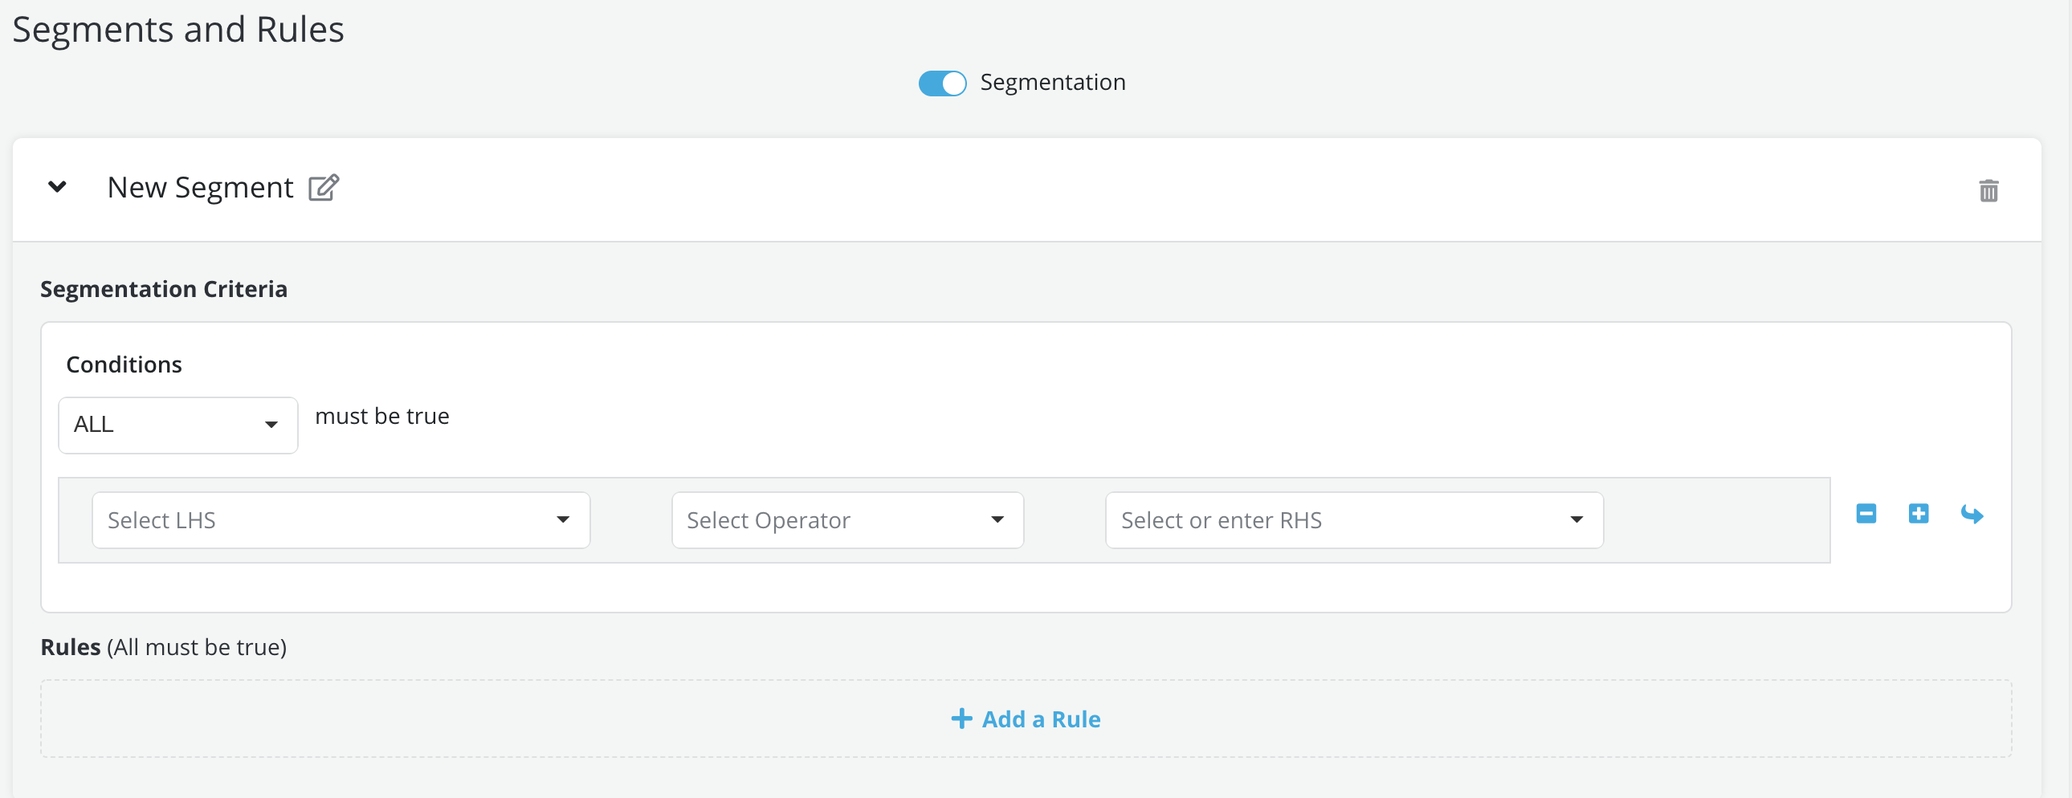 Segments and Rules
Segmentation
New Segment
Segmentation Criteria
Conditions
ALL must be true
Select LHS Select Operator Select or enter RHS
Rules (All must be true)
Add a Rule